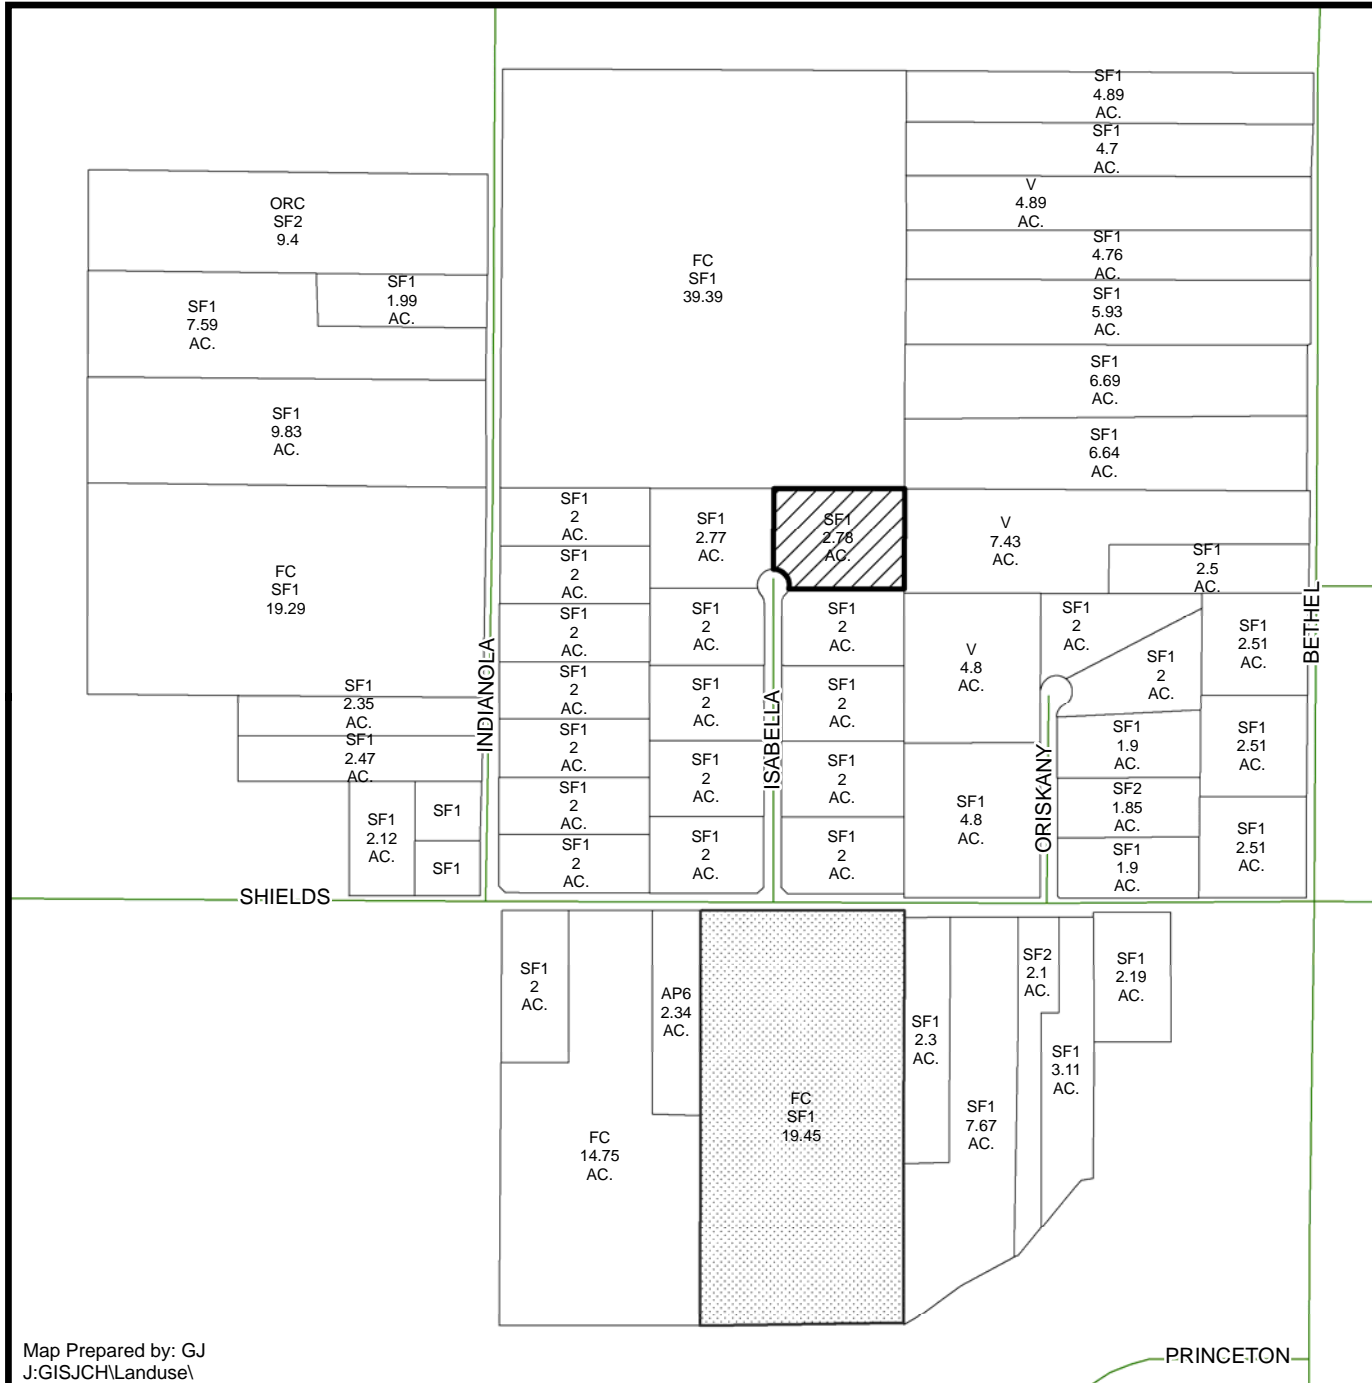 SF1
4.89
AC.
SF1
4.7
AC.
V
4.89
AC.
SF1
4.76
AC.
SF1
5.93
AC.
SF1
6.69
AC.
SF1
6.64
AC.
ORC
SF2
9.4
SF1
7.59
AC.
SF1
1.99
AC.
SF1
9.83
AC.
FC
SF1
19.29
FC
SF1
39.39
SF1
2.35
AC.
SF1
2.47
AC.
SF1
2.12
AC.
SF1
SF1
INDIANOLA
SF1
2
AC.
SF1
2
AC.
SF1
2
AC.
SF1
2
AC.
SF1
2
AC.
SF1
2
AC.
SF1
2
AC.
SF1
2.77
AC.
SF1
2
AC.
SF1
2
AC.
SF1
2
AC.
SF1
2
AC.
ISABELLA
SF1
2.78
AC.
SF1
2
AC.
SF1
2
AC.
SF1
2
AC.
SF1
2
AC.
V
7.43
AC.
SF1
2.5
AC.
V
4.8
AC.
SF1
4.8
AC.
ORISKANY
SF1
2
AC.
SF1
2
AC.
SF1
1.9
AC.
SF2
1.85
AC.
SF1
1.9
AC.
SF1
2.51
AC.
SF1
2.51
AC.
SF1
2.51
AC.
BETHEL
SHIELDS
SF1
2
AC.
FC
14.75
AC.
AP6
2.34
AC.
FC
SF1
19.45
SF1
2.3
AC.
SF1
7.67
AC.
SF2
2.1
AC.
SF1
3.11
AC.
SF1
2.19
AC.
PRINCETON
Map Prepared by: GJ
J:GISJCH\Landuse\